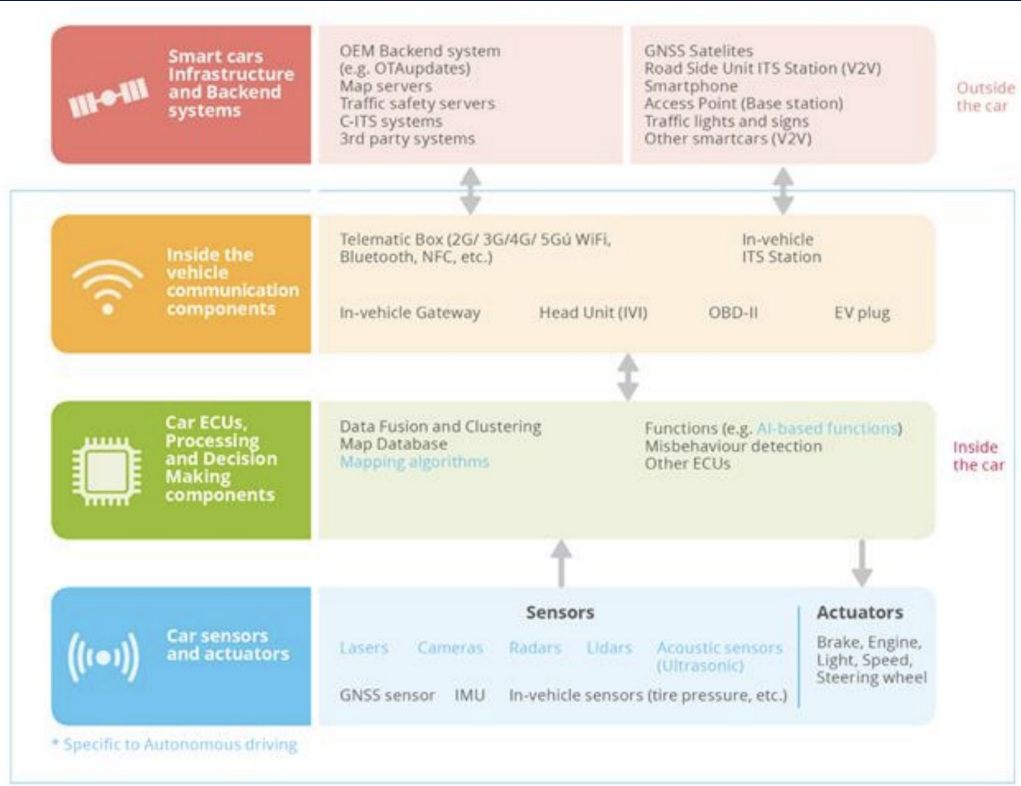 Smart cars
Infrastructure
and Backend
systems
OEM Backend system
(e.g. OTAupdates)
Map servers
Traffic safety servers
C-ITS systems
3rd party systems
GNSS Satelites
Road Side Unit ITS Station (V2V)
Smartphone
Access Point (Base station)
Traffic lights and signs
Other smartcars (V2V)
Outside
the car
Inside the
vehicle
communication
components
Telematic Box (2G/ 3G/4G/ 5Gú WiFi,
Bluetooth, NFC, etc.)
In-vehicle
ITS Station
In-vehicle Gateway
Head Unit (IVI)
OBD-II
EV plug
Car ECUs,
Processing
and Decision
Making
components
Data Fusion and Clustering
Map Database
Mapping algorithms
Functions (e.g. AI-based functions)
Misbehaviour detection
Other ECUs
Inside
the car
Car sensors
and actuators
Sensors
Lasers
Cameras
Radars
Lidars
Acoustic sensors
(Ultrasonic)
GNSS sensor
IMU
In-vehicle sensors (tire pressure, etc.)
Actuators
Brake, Engine,
Light, Speed,
Steering wheel
* Specific to Autonomous driving